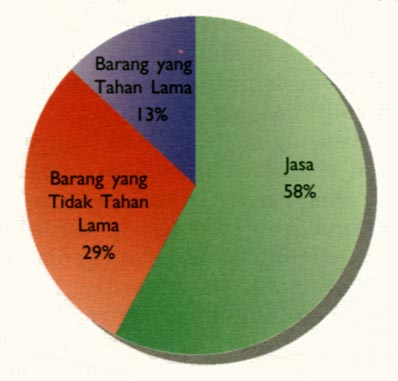 Barang yang
Tahan Lama
13%
Jasa
58%
Barang yang
Tidak Tahan
Lama
29%